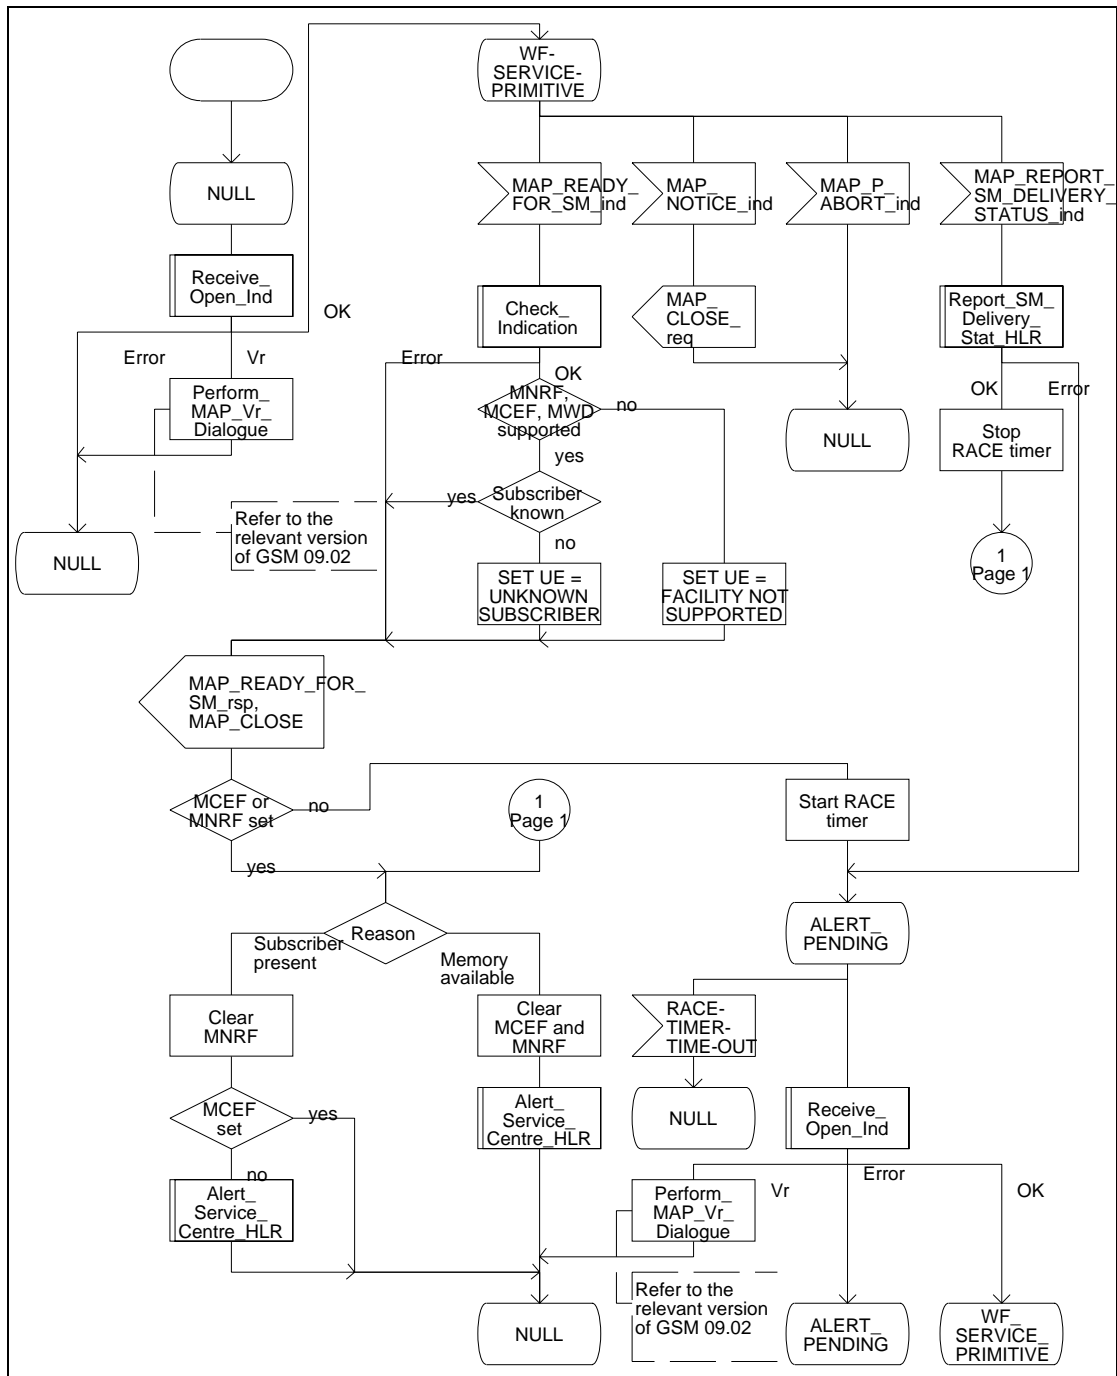 WF-
SERVICE-
PRIMITIVE
NULL
MAP_READY_
FOR_SM_ind
MAP_
NOTICE_ind
MAP_P_
ABORT_ind
MAP_REPORT_
SM_DELIVERY_
STATUS_ind
Receive_
Open_Ind
OK
Check_
Indication
MAP_
CLOSE_
req
Report_SM_
Delivery_
Stat_HLR
Error
Vr
Error
OK
OK
Error
Perform_
MAP_Vr_
Dialogue
MNRF,
MCEF, MWD
supported
no
NULL
Stop
RACE timer
yes
yes
Subscriber
known
Refer to the
relevant version
of GSM 09.02
NULL
no
1
Page 1
SET UE =
UNKNOWN
SUBSCRIBER
SET UE =
FACILITY NOT
SUPPORTED
MAP_READY_FOR_
SM_rsp,
MAP_CLOSE
MCEF or
MNRF set
no
1
Page 1
Start RACE
timer
yes
Reason
ALERT_
PENDING
Subscriber
present
Memory
available
Clear
MNRF
Clear
MCEF and
MNRF
RACE-
TIMER-
TIME-OUT
MCEF
set
yes
Alert_
Service_
Centre_HLR
NULL
Receive_
Open_Ind
no
Alert_
Service_
Centre_HLR
Perform_
MAP_Vr_
Dialogue
Vr
Error
OK
Refer to the
relevant version
of GSM 09.02
NULL
ALERT_
PENDING
WF_
SERVICE_
PRIMITIVE